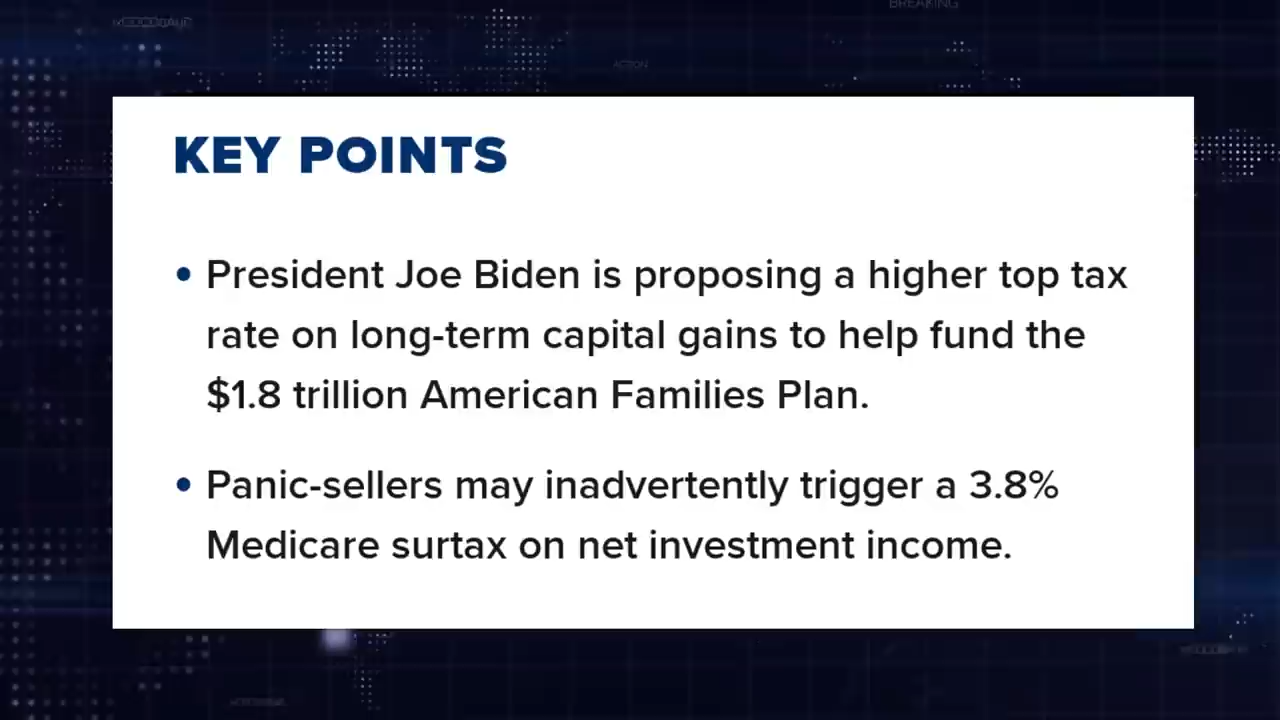 BREAKING
ACTION
KEY POINTS
• President Joe Biden is proposing a higher top tax
rate on long-term capital gains to help fund the
$1.8 trillion American Families Plan.
• Panic-sellers may inadvertently trigger a 3.8%
Medicare surtax on net investment income.